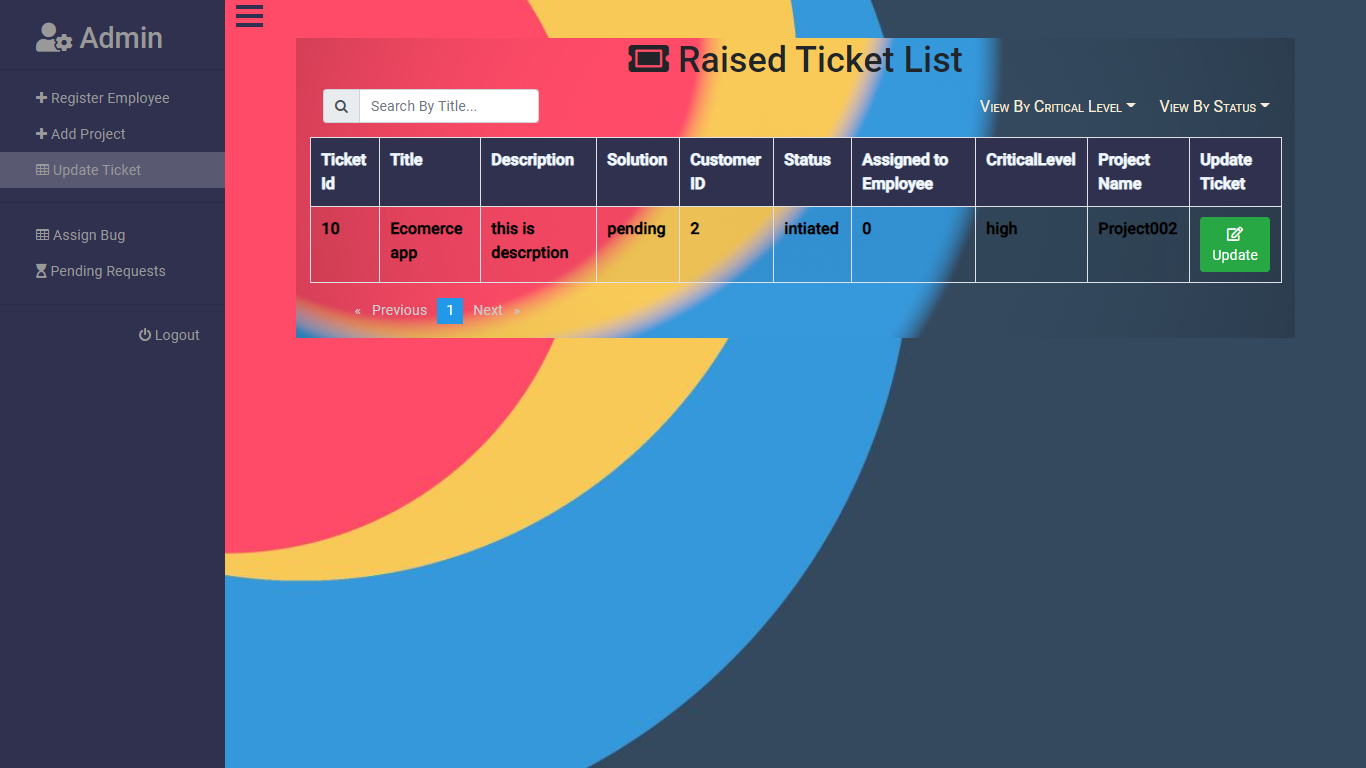 Admin
Register Employee
Add Project
Update Ticket
Assign Bug
Pending Requests
Logout
Raised Ticket List
Search By Title...
View By Critical Level View By Status
Ticket Id Title Description Solution Customer ID Status Assigned to Employee CriticalLevel Project Name Update Ticket
10 Ecomerce app this is descrption pending 2 intiated 0 high Project002 Update
« Previous 1 Next »